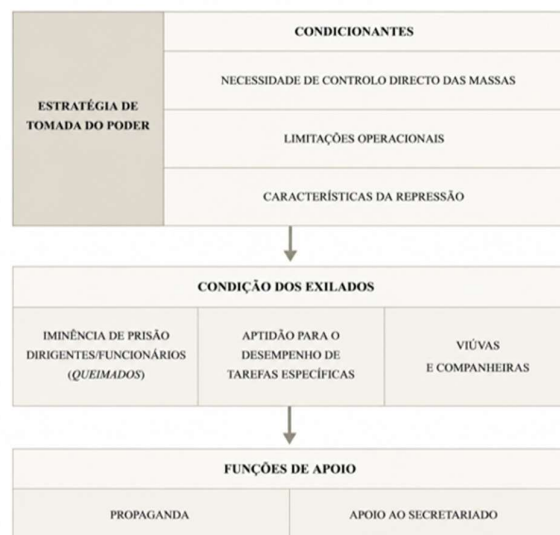 CONDICIONANTES
ESTRATÉGIA DE
TOMADA DO PODER
NECESSIDADE DE CONTROLO DIRECTO DAS MASSAS
LIMITAÇÕES OPERACIONAIS
CARACTERÍSTICAS DA REPRESSÃO
CONDIÇÃO DOS EXILADOS
IMINÊNCIA DE PRISÃO
DIRIGENTES/FUNCIONÁRIOS
(QUEIMADOS)
APTIDÃO PARA O
DESEMPENHO DE
TAREFAS ESPECÍFICAS
VIÚVAS
E COMPANHEIRAS
FUNÇÕES DE APOIO
PROPAGANDA
APOIO AO SECRETARIADO